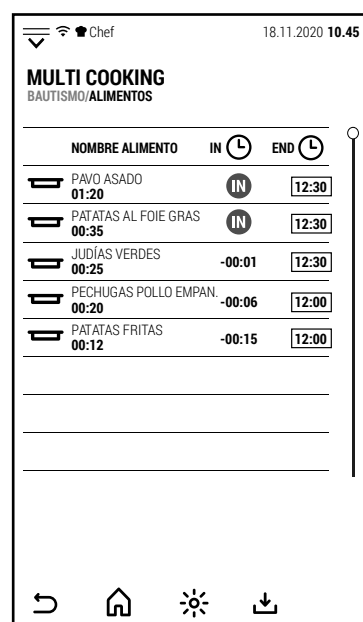 Chef 18.11.2020 10.45
MULTI COOKING
BAUTISMO/ALIMENTOS
NOMBRE ALIMENTO IN END
PAVO ASADO IN 12:30
01:20
PATATAS AL FOIE GRAS IN 12:30
00:35
JUDÍAS VERDES -00:01 12:30
00:25
PECHUGAS POLLO EMPAN. -00:06 12:00
00:20
PATATAS FRITAS -00:15 12:00
00:12